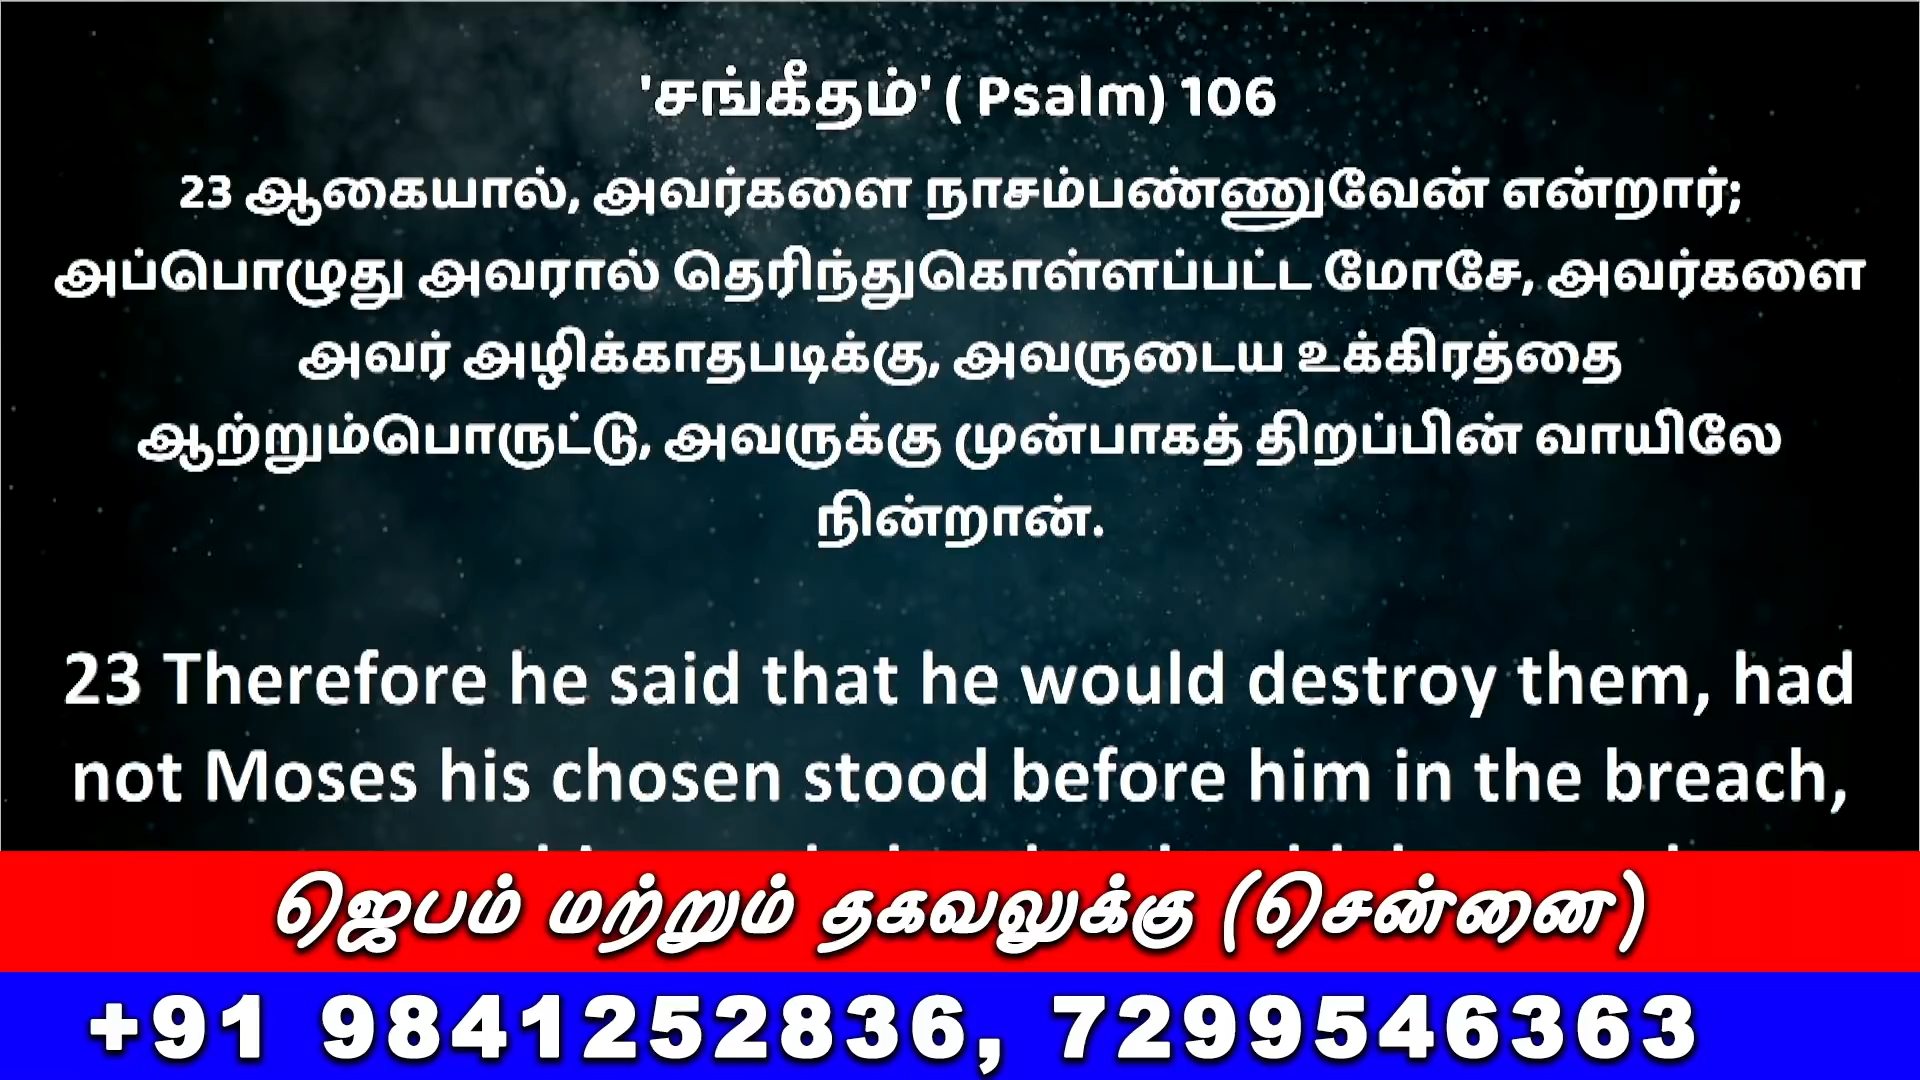 'சங்கீதம்' ( Psalm) 106
23 ஆகையால், அவர்களை நாசம்பண்ணுவேன் என்றார்;
அப்பொழுது அவரால் தெரிந்துகொள்ளப்பட்ட மோசே, அவர்களை
அவர் அழிக்காதபடிக்கு, அவருடைய உக்கிரத்தை
ஆற்றும்பொருட்டு, அவருக்கு முன்பாகத் திறப்பின் வாயிலே
நின்றான்.
23 Therefore he said that he would destroy them, had
not Moses his chosen stood before him in the breach,
ஜெபம் மற்றும் தகவலுக்கு (சென்னை)
+91 9841252836, 7299546363